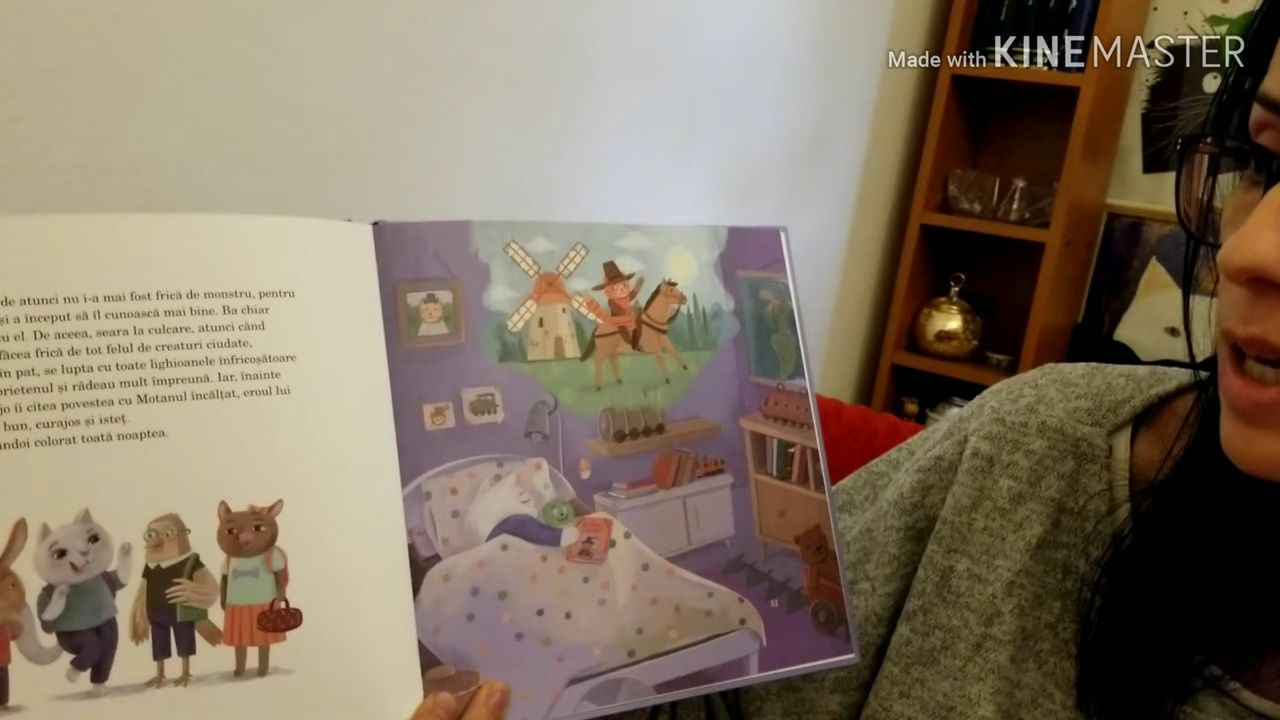 Made with KINEMASTER
de atunci nu i-a mai fost frică de monstru, pentru
și a început să îl cunoască mai bine. Ba chiar
cu el. De aceea, seara la culcare, atunci când
făcea frică de tot felul de creaturi ciudate,
în pat, se lupta cu toate lighioanele înfricoșătoare
prietenul și râdeau mult împreună. Iar, înainte
jo îi citea povestea cu Motanul încălțat, eroul lui
bun, curajos și isteț.
colorat toată noaptea.
31